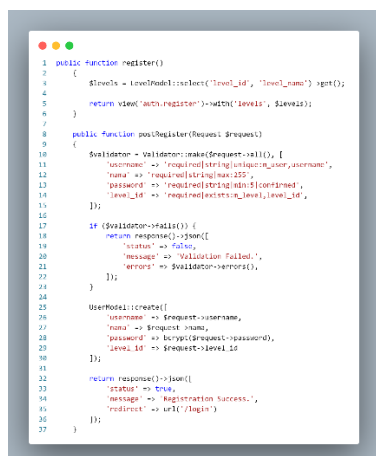 1 public function register()
2 {
3 $levels = LevelModel::select('level_id', 'level_nama')->get();
4
5 return view('auth.register')->with('levels', $levels);
6 }
7
8 public function postRegister(Request $request)
9 {
10 $validator = Validator::make($request->all(), [
11 'username' => 'required|string|unique:m_user,username',
12 'nama' => 'required|string|max:255',
13 'password' => 'required|string|min:5|confirmed',
14 'level_id' => 'required|exists:m_level,level_id',
15 ]);
16
17 if ($validator->fails()) {
18 return response()->json([
19 'status' => false,
20 'message' => 'Validation Failed.',
21 'errors' => $validator->errors(),
22 ]);
23 }
24
25 UserModel::create([
26 'username' => $request->username,
27 'nama' => $request->nama,
28 'password' => bcrypt($request->password),
29 'level_id' => $request->level_id
30 ]);
31
32 return response()->json([
33 'status' => true,
34 'message' => 'Registration Success.',
35 'redirect' => url('/login')
36 ]);
37 }